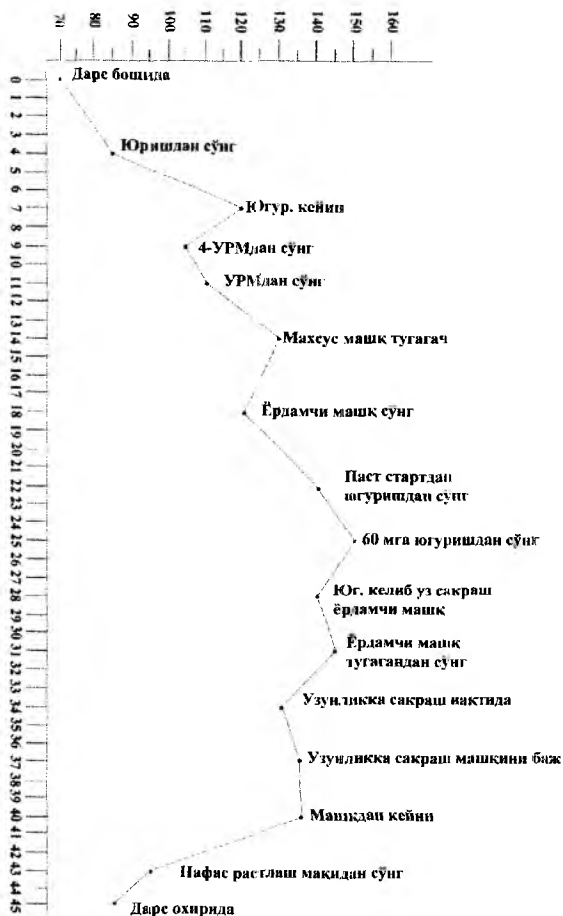 70 80 90 100 110 120 130 140 150 160
0 1 2 3 4 5 6 7 8 9 10 11 12 13 14 15 16 17 18 19 20 21 22 23 24 25 26 27 28 29 30 31 32 33 34 35 36 37 38 39 40 41 42 43 44 45
Дарс бошида
Юришдан сўнг
Югур. кейин
4-УРМдан сўнг
УРМдан сўнг
Махсус машқ тугагач
Ёрдамчи машқ сўнг
Паст стартдан
югуришдан сўнг
60 мга югуришдан сўнг
Юг. келиб уз сакраш
ёрдамчи машқ
Ёрдамчи машқ
тугагандан сўнг
Узунликка сакраш вактида
Узунликка сакраш машқини баж
Машқдан кейин
Нафас растлаш мақидан сўнг
Дарс охирида